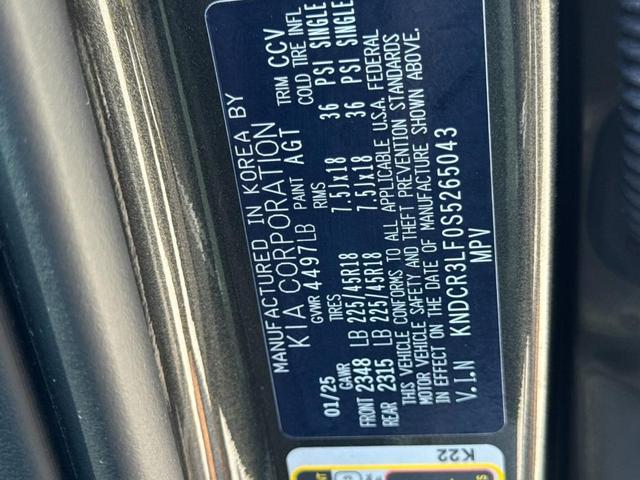 MANUFACTURED IN KOREA BY
KIA CORPORATION
GVWR 4497LB PAINT AGT TRIM CCV
TIRES RIMS COLD TIRE INFL
01/25 GAWR
FRONT 2348 LB 225/45R18 7.5Jx18 36 PSI SINGLE
REAR 2315 LB 225/45R18 7.5Jx18 36 PSI SINGLE
THIS VEHICLE CONFORMS TO ALL APPLICABLE U.S.A. FEDERAL
MOTOR VEHICLE SAFETY AND THEFT PREVENTION STANDARDS
IN EFFECT ON THE DATE OF MANUFACTURE SHOWN ABOVE.
V.I.N KNDCR3LF0S5265043
MPV
K22